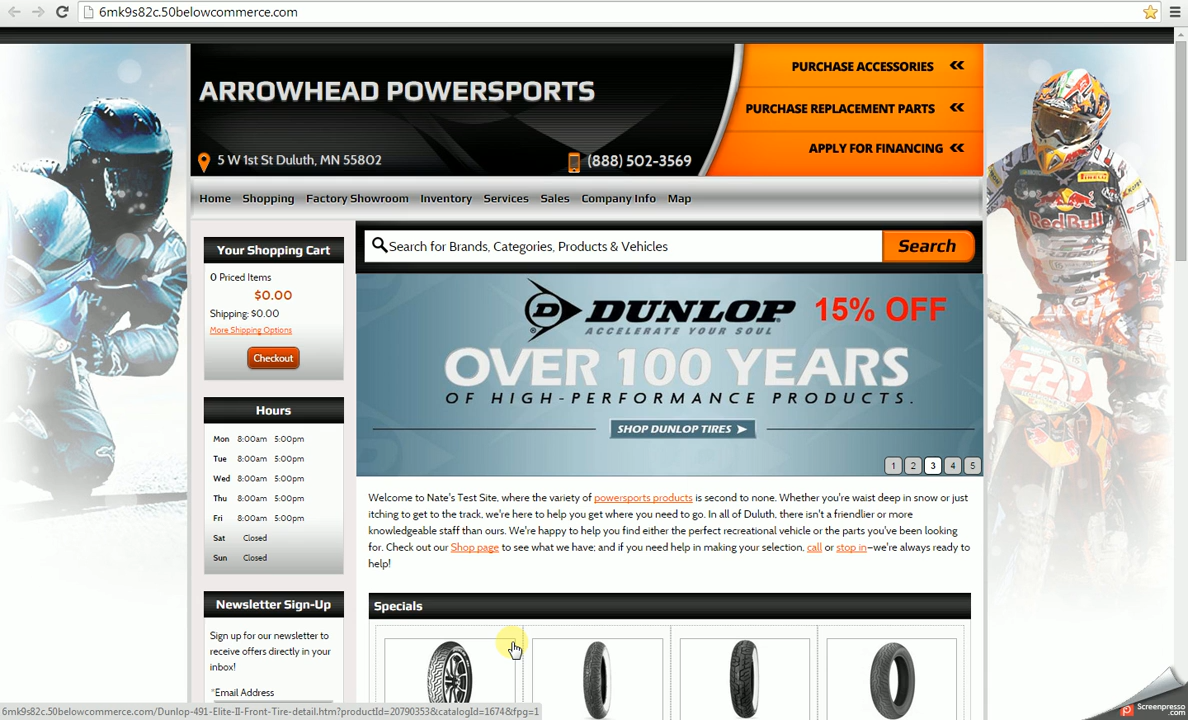 6mk9s82c.50belowcommerce.com
ARROWHEAD POWERSPORTS
5 W 1st St Duluth, MN 55802
(888) 502-3569
PURCHASE ACCESSORIES
PURCHASE REPLACEMENT PARTS
APPLY FOR FINANCING
Home Shopping Factory Showroom Inventory Services Sales Company Info Map
Your Shopping Cart
0 Priced Items
$0.00
Shipping: $0.00
More Shipping Options
Checkout
Hours
Mon 8:00am 5:00pm
Tue 8:00am 5:00pm
Wed 8:00am 5:00pm
Thu 8:00am 5:00pm
Fri 8:00am 5:00pm
Sat Closed
Sun Closed
Newsletter Sign-Up
Sign up for our newsletter to
receive offers directly in your
inbox!
*Email Address
Search for Brands, Categories, Products & Vehicles
Search
DUNLOP 15% OFF
ACCELERATE YOUR SOUL
OVER 100 YEARS
OF HIGH-PERFORMANCE PRODUCTS.
SHOP DUNLOP TIRES
1 2 3 4 5
Welcome to Nate's Test Site, where the variety of powersports products is second to none. Whether you're waist deep in snow or just
itching to get to the track, we're here to help you get where you need to go. In all of Duluth, there isn't a friendlier or more
knowledgeable staff than ours. We're happy to help you find either the perfect recreational vehicle or the parts you've been looking
for. Check out our Shop page to see what we have; and if you need help in making your selection, call or stop in—we're always ready to
help!
Specials
6mk9s82c.50belowcommerce.com/Dunlop-491-Elite-II-Front-Tire-detail.htm?productId=20790353&catalogId=1674&fpg=1
Red Bull
PIRELLI
222
Screenpresso
.com